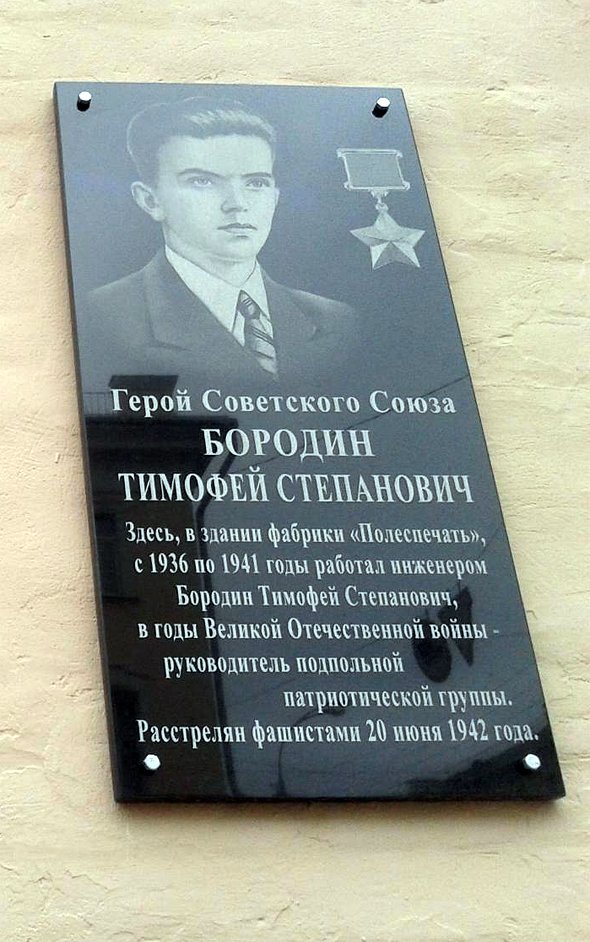 Герой Советского Союза
БОРОДИН
ТИМОФЕЙ СТЕПАНОВИЧ
Здесь, в здании фабрики «Полеспечать»,
с 1936 по 1941 годы работал инженером
Бородин Тимофей Степанович,
в годы Великой Отечественной войны -
руководитель подпольной
патриотической группы.
Расстрелян фашистами 20 июня 1942 года.